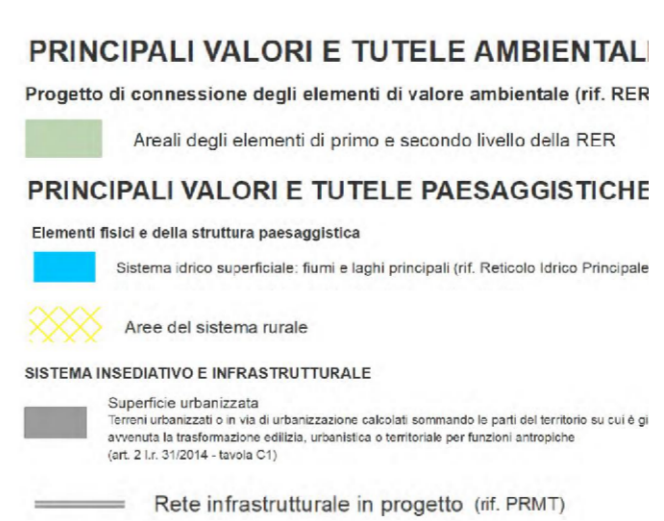 PRINCIPALI VALORI E TUTELE AMBIENTALI
Progetto di connessione degli elementi di valore ambientale (rif. RER
Areali degli elementi di primo e secondo livello della RER
PRINCIPALI VALORI E TUTELE PAESAGGISTICHE
Elementi fisici e della struttura paesaggistica
Sistema idrico superficiale: fiumi e laghi principali (rif. Reticolo Idrico Principale
Aree del sistema rurale
SISTEMA INSEDIATIVO E INFRASTRUTTURALE
Superficie urbanizzata
Terreni urbanizzati o in via di urbanizzazione calcolati sommando le parti del territorio su cui è gi
avvenuta la trasformazione edilizia, urbanistica o territoriale per funzioni antropiche
(art. 2 l.r. 31/2014 - tavola C1)
Rete infrastrutturale in progetto (rif. PRMT)